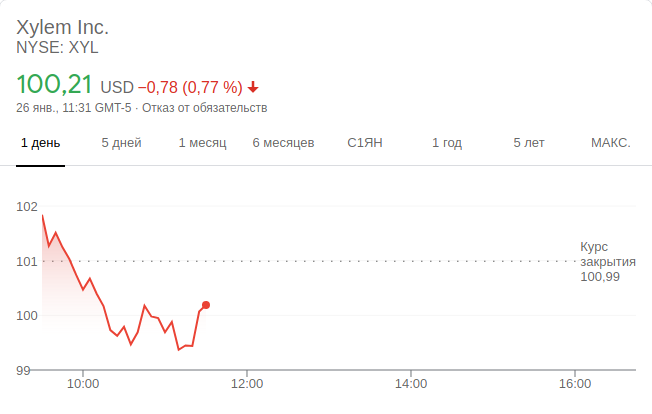 Xylem Inc.
NYSE: XYL
100,21 USD −0,78 (0,77 %)
26 янв., 11:31 GMT-5 · Отказ от обязательств
1 день 5 дней 1 месяц 6 месяцев С1ЯН 1 год 5 лет МАКС.
102
101
100
99
Курс
закрытия
100,99
10:00 12:00 14:00 16:00